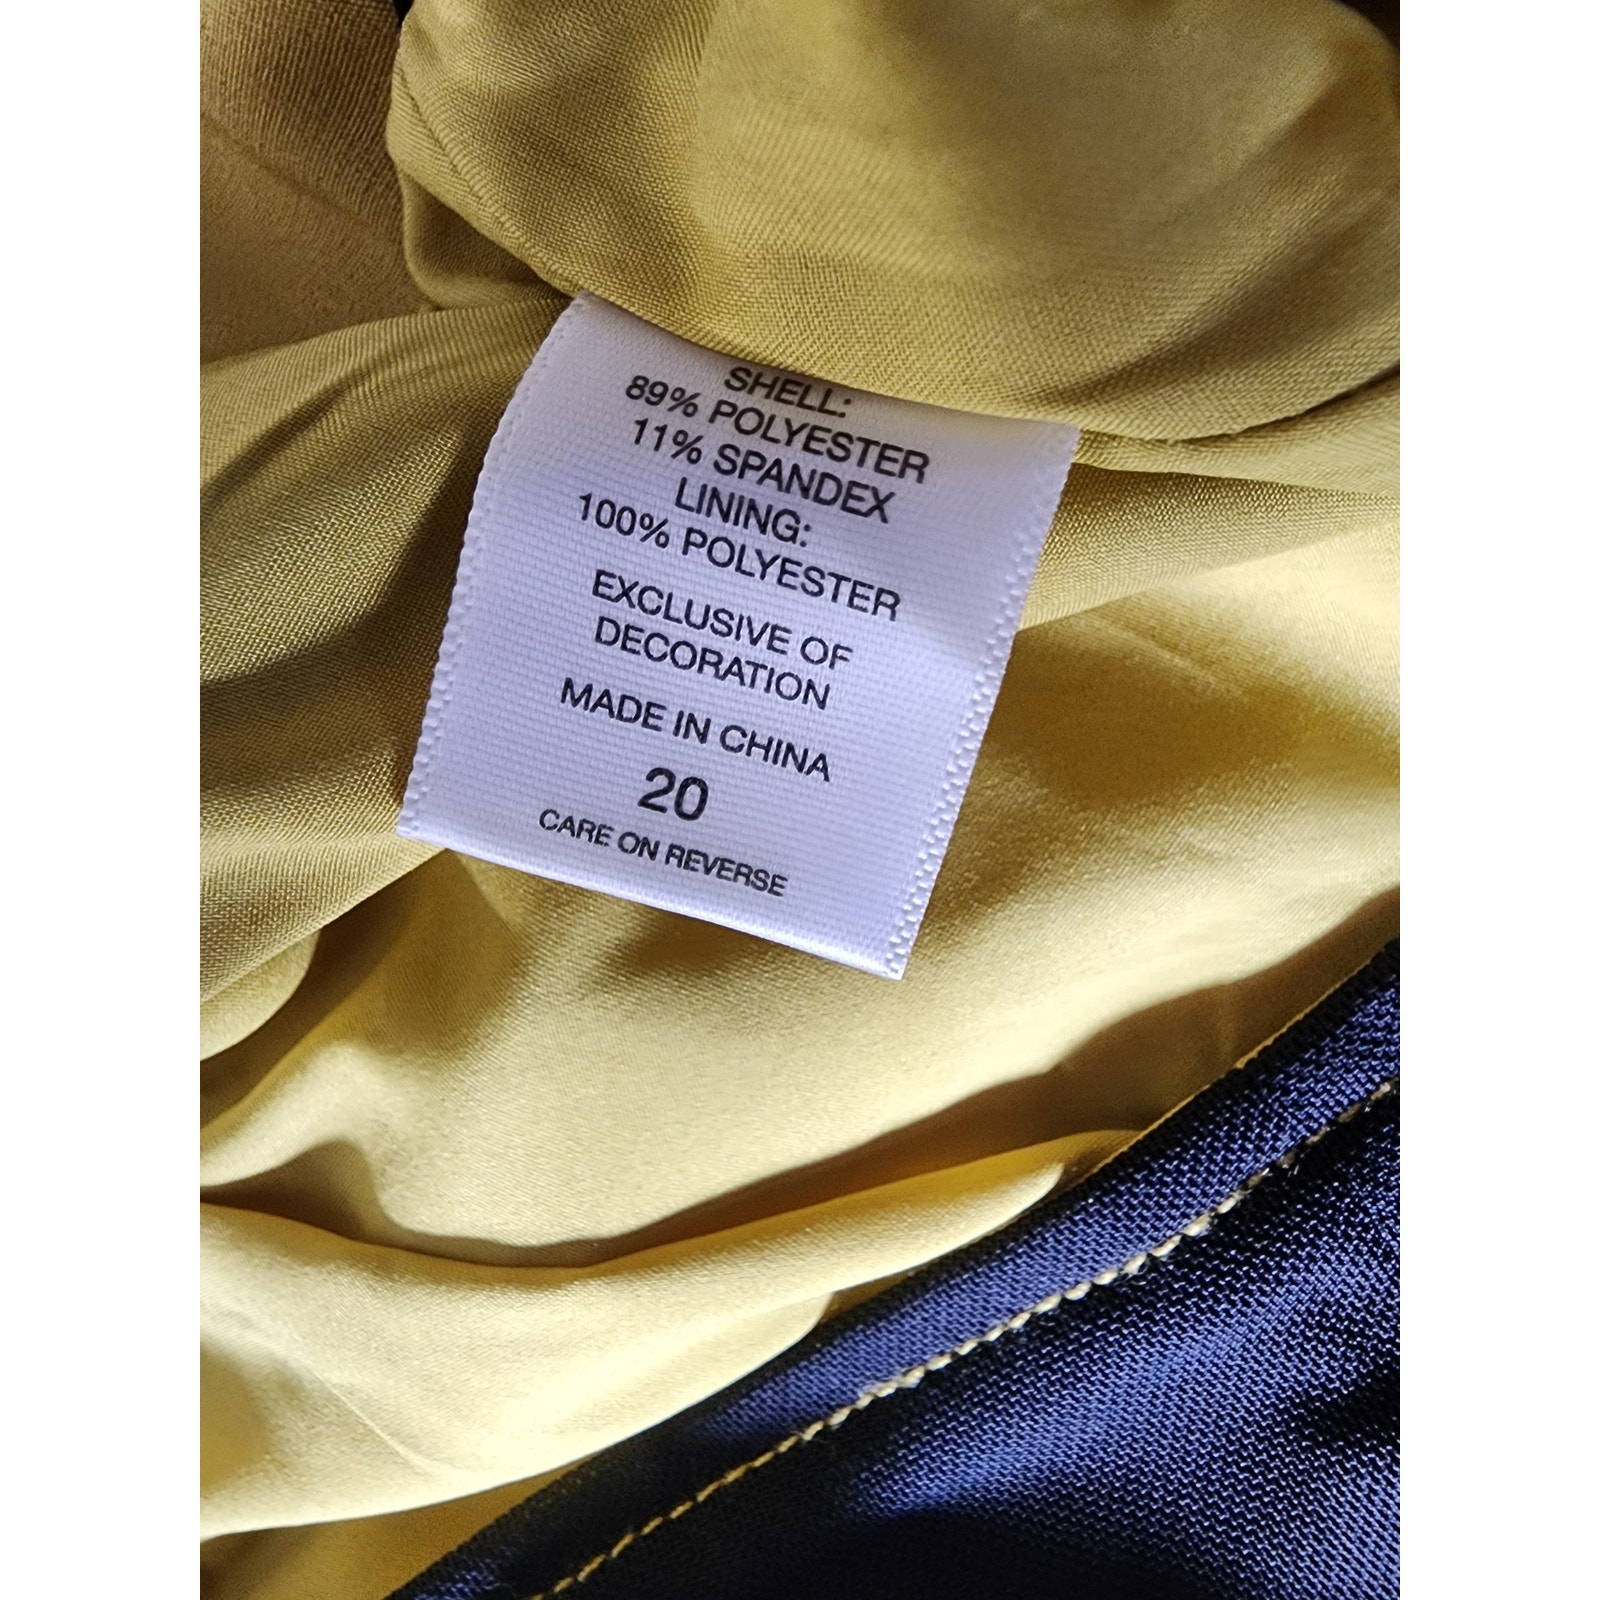 SHELL:
89% POLYESTER
11% SPANDEX
LINING:
100% POLYESTER
EXCLUSIVE OF
DECORATION
MADE IN CHINA
20
CARE ON REVERSE